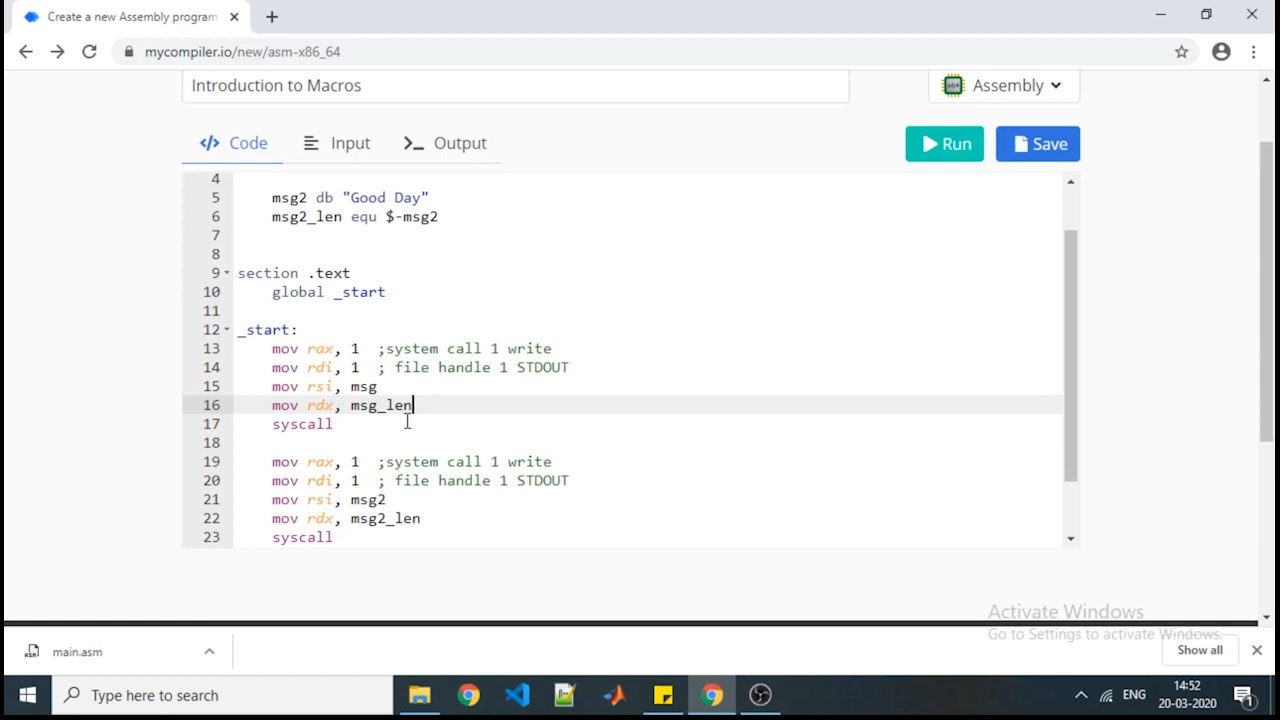 Create a new Assembly program
mycompiler.io/new/asm-x86_64
Introduction to Macros
x64 Assembly
Code Input Output
Run Save
4
5 msg2 db "Good Day"
6 msg2_len equ $-msg2
7
8
9 section .text
10 global _start
11
12 _start:
13 mov rax, 1 ;system call 1 write
14 mov rdi, 1 ; file handle 1 STDOUT
15 mov rsi, msg
16 mov rdx, msg_len
17 syscall
18
19 mov rax, 1 ;system call 1 write
20 mov rdi, 1 ; file handle 1 STDOUT
21 mov rsi, msg2
22 mov rdx, msg2_len
23 syscall
Activate Windows
Go to Settings to activate Windows.
ASM main.asm
Show all
Type here to search
ENG
14:52
20-03-2020
1